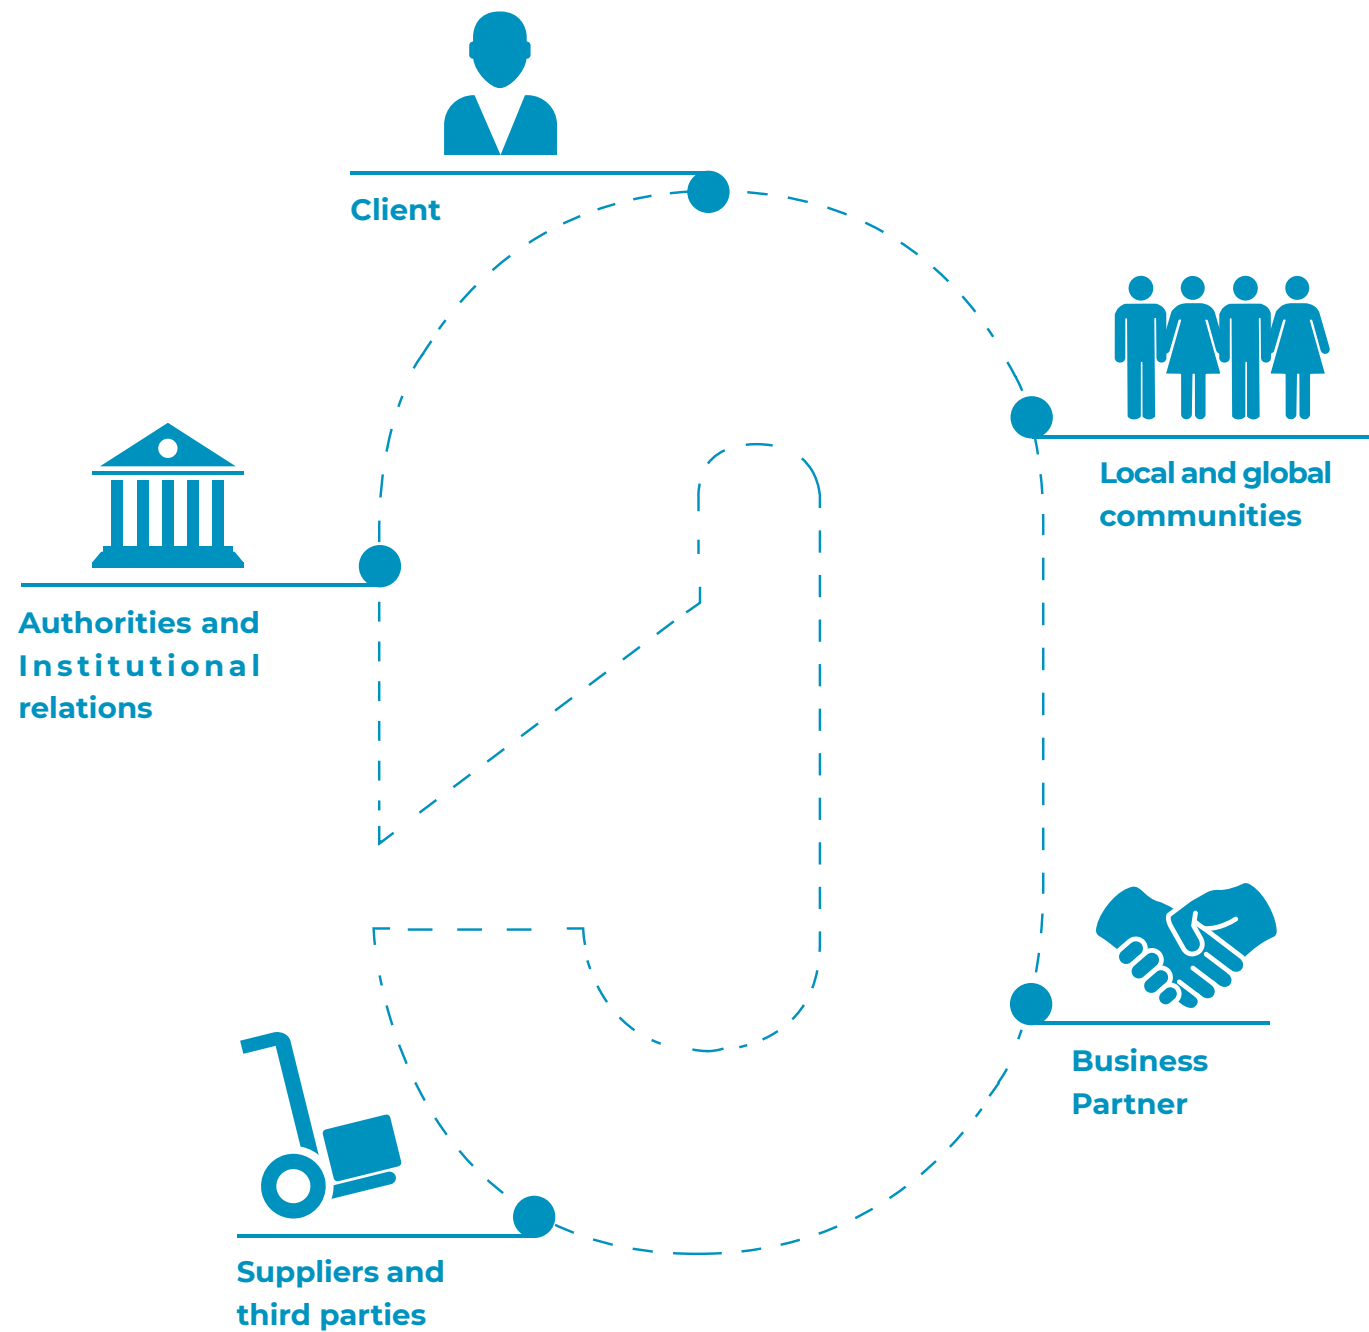 Client
Local and global
communities
Authorities and
Institutional
relations
Business
Partner
Suppliers and
third parties